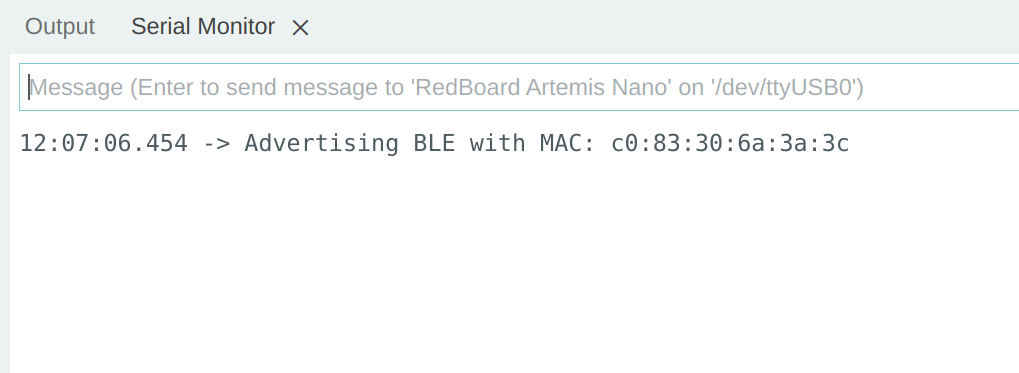 Output Serial Monitor
Message (Enter to send message to 'RedBoard Artemis Nano' on '/dev/ttyUSB0')
12:07:06.454 -> Advertising BLE with MAC: c0:83:30:6a:3a:3c